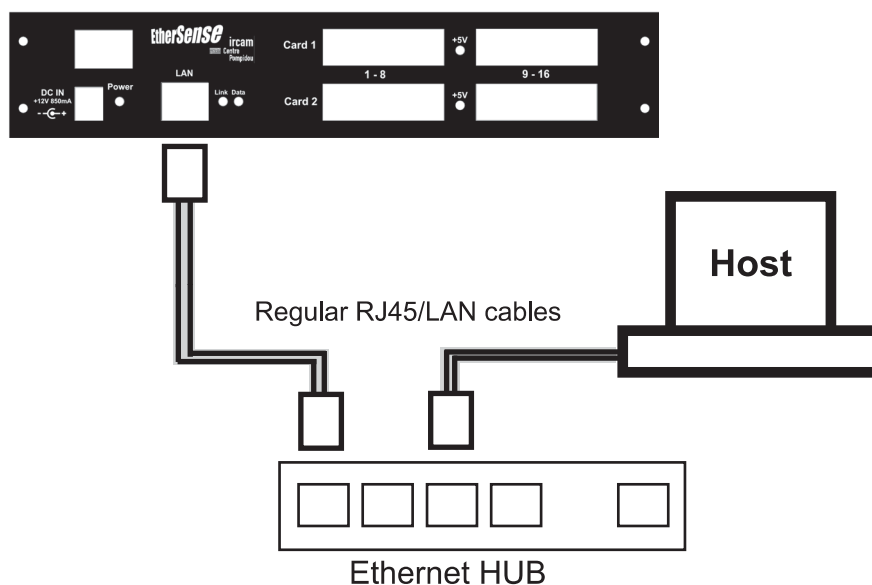 EtherSense
ircam
Centre
Pompidou
Card 1
+5V
1 - 8
9 - 16
LAN
DC IN
+12V 850mA
- +
Power
Link Data
Card 2
+5V
Host
Regular RJ45/LAN cables
Ethernet HUB